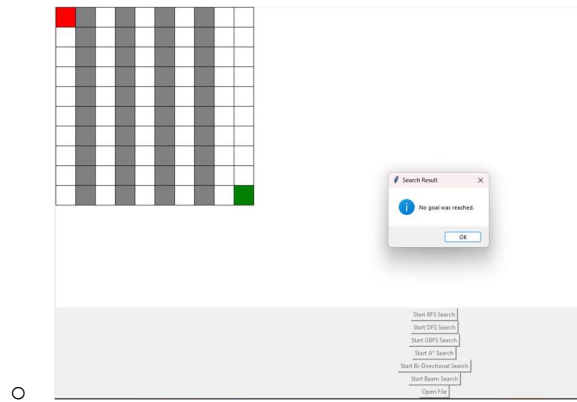 Search Result
No goal was reached.
OK
Start BFS Search
Start DFS Search
Start GBFS Search
Start A* Search
Start Bi-Directional Search
Start Beam Search
Open File